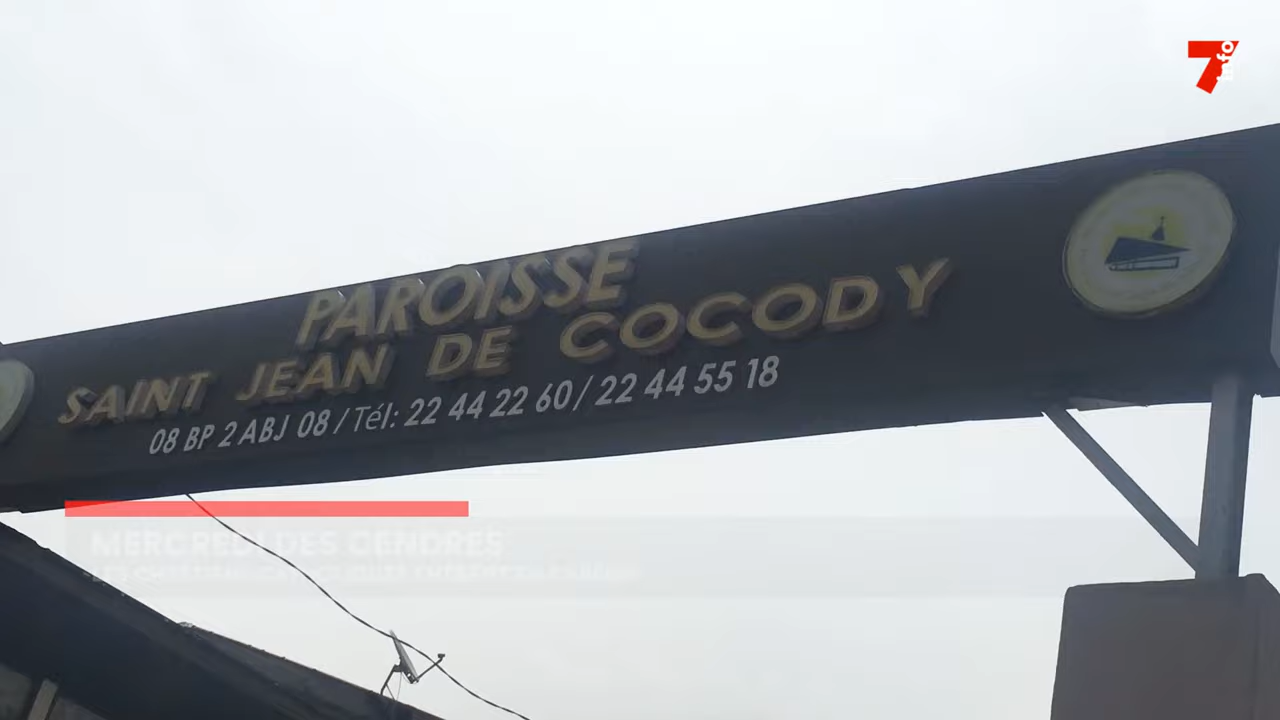 7info
PAROISSE
SAINT JEAN DE COCODY
08 BP 2 ABJ 08 / Tél: 22 44 22 60 / 22 44 55 18
MERCREDI DES CENDRES